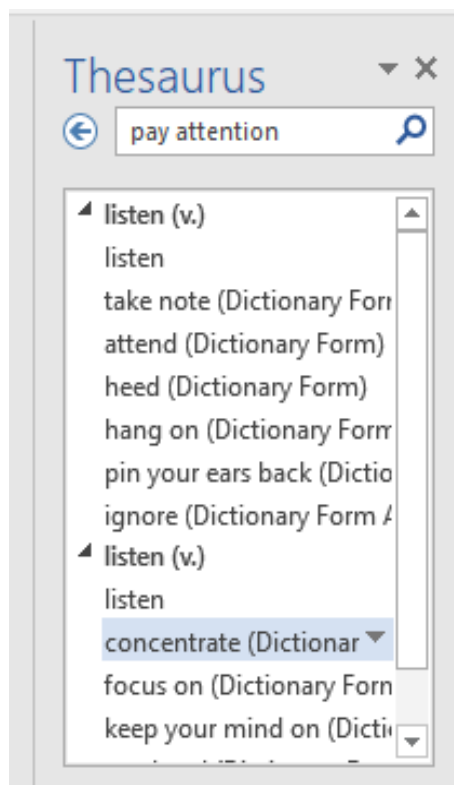 Thesaurus
pay attention
listen (v.)
listen
take note (Dictionary Forr
attend (Dictionary Form)
heed (Dictionary Form)
hang on (Dictionary Form
pin your ears back (Dictio
ignore (Dictionary Form A
listen (v.)
listen
concentrate (Dictionar
focus on (Dictionary Forn
keep your mind on (Dictio